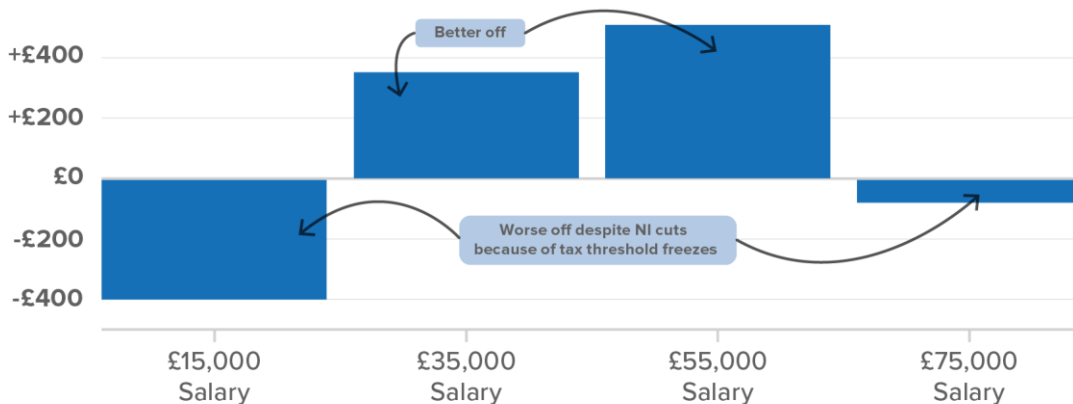 Better off
+£400
+£200
£0
-£200
-£400
Worse off despite NI cuts
because of tax threshold freezes
£15,000
Salary
£35,000
Salary
£55,000
Salary
£75,000
Salary